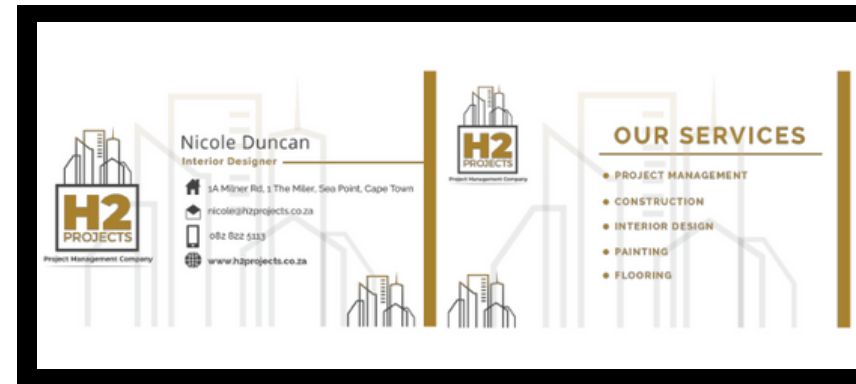 H2
PROJECTS
Project Management Company
Nicole Duncan
Interior Designer
1A Milner Rd, 1 The Miler, Sea Point, Cape Town
nicole@h2projects.co.za
082 822 5113
www.h2projects.co.za
H2
PROJECTS
Project Management Company
OUR SERVICES
PROJECT MANAGEMENT
CONSTRUCTION
INTERIOR DESIGN
PAINTING
FLOORING